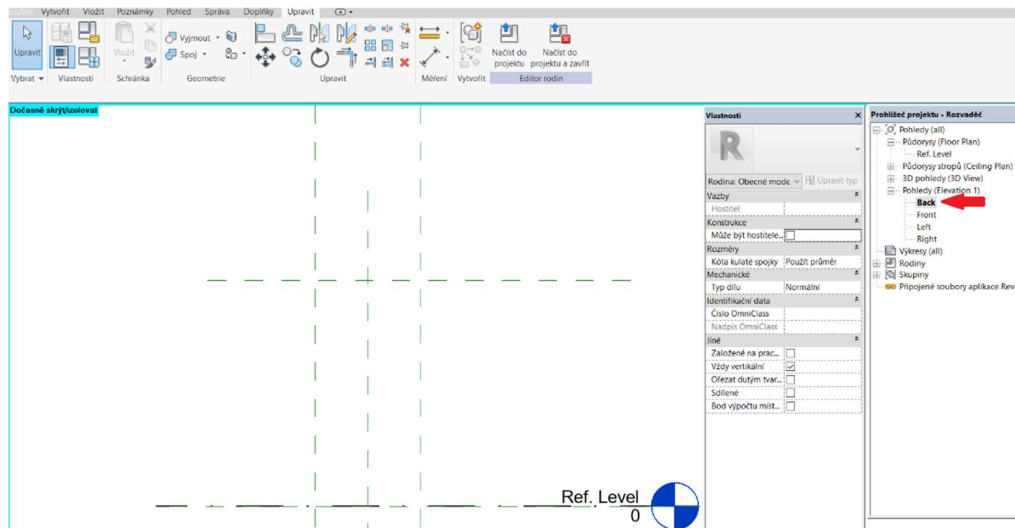 Soubor Vytvořit Vložit Poznámky Pohled Správa Doplňky Upravit
Upravit
Vložit
Vyjmout
Spoj
Načíst do projektu
Načíst do projektu a zavřít
Vybrat Vlastnosti Schránka Geometrie Upravit Měření Vytvořit Editor rodin
Dočasně skrýt/izolovat
Ref. Level
0
Vlastnosti
R
Rodina: Obecné mode
Upravit typ
Vazby
Hostitel
Konstrukce
Může být hostitele...
Rozměry
Kóta kulaté spojky Použít průměr
Mechanické
Typ dílu Normální
Identifikační data
Číslo OmniClass
Nadpis OmniClass
Jiné
Založené na prac...
Vždy vertikální
Ořezat dutým tvar...
Sdílené
Bod výpočtu míst...
Prohlížeč projektu - Rozvaděč
Pohledy (all)
Půdorysy (Floor Plan)
Ref. Level
Půdorysy stropů (Ceiling Plan)
3D pohledy (3D View)
Pohledy (Elevation 1)
Back
Front
Left
Right
Výkresy (all)
Rodiny
Skupiny
Připojené soubory aplikace Rev